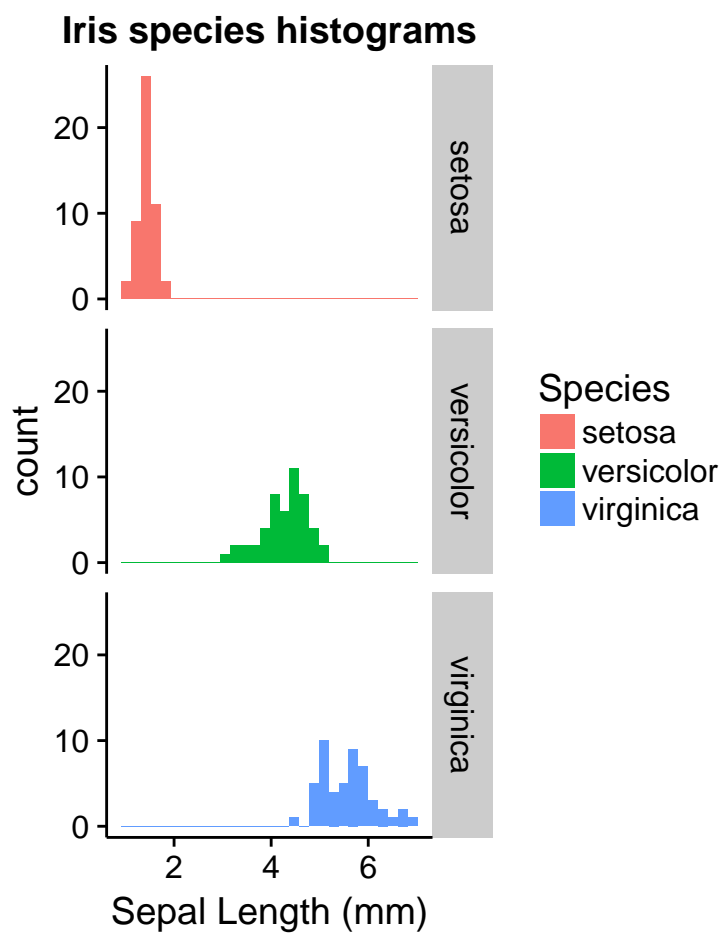 Iris species histograms
20
10
0
setosa
20
10
0
versicolor
20
10
0
virginica
count
2 4 6
Sepal Length (mm)
Species
setosa
versicolor
virginica